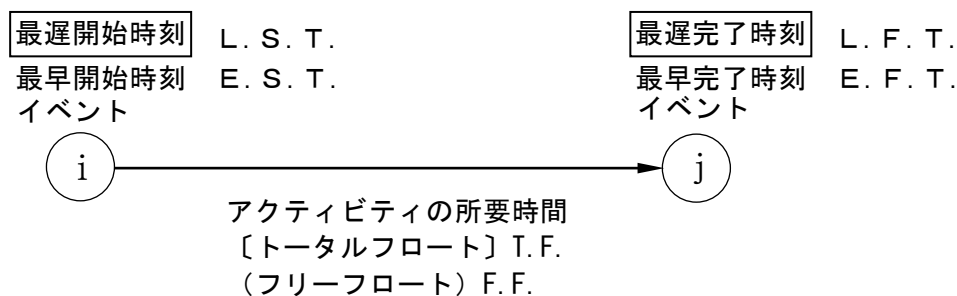 最遅開始時刻 L.S.T.
最早開始時刻 E.S.T.
イベント
i
最遅完了時刻 L.F.T.
最早完了時刻 E.F.T.
イベント
j
アクティビティの所要時間
〔トータルフロート〕T.F.
（フリーフロート）F.F.